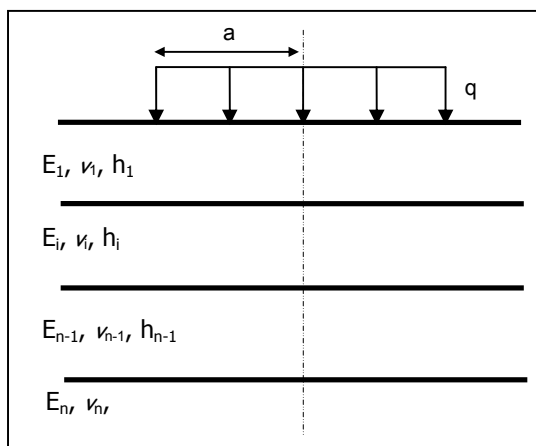 a
q
E₁, ν₁, h₁
Eᵢ, νᵢ, hᵢ
Eₙ₋₁, νₙ₋₁, hₙ₋₁
Eₙ, νₙ,